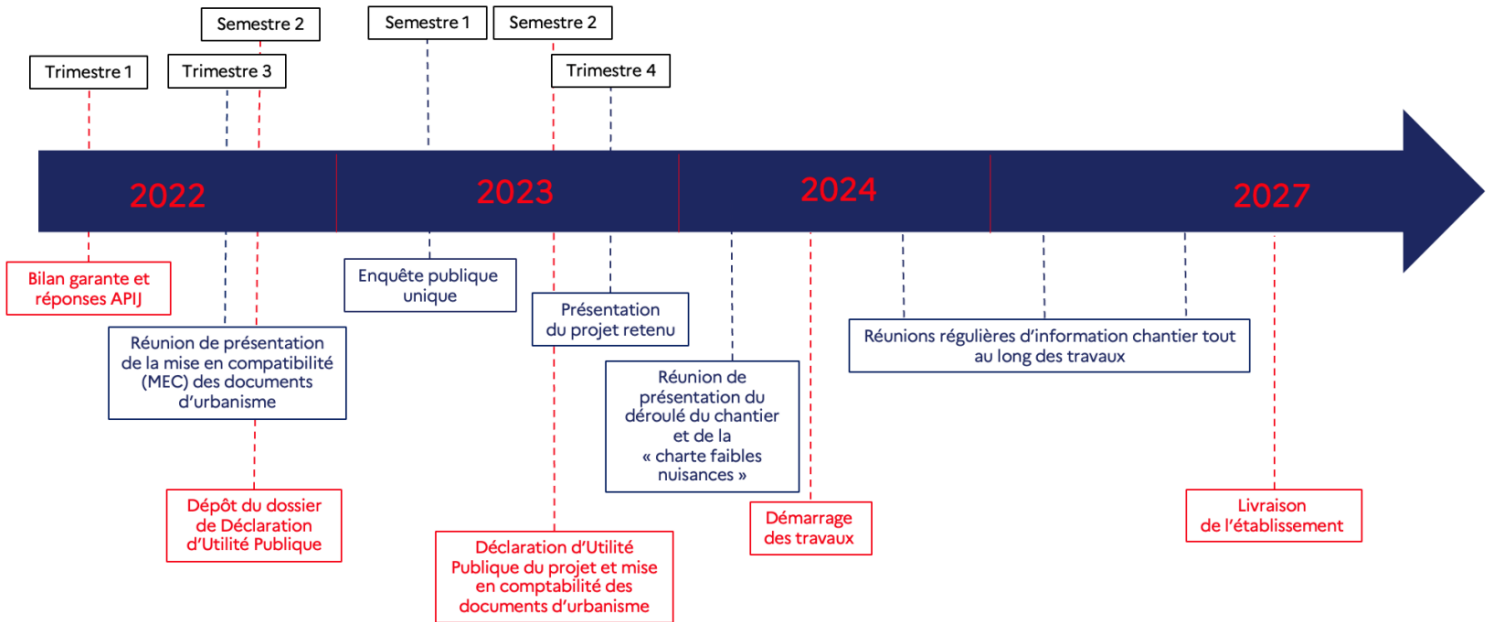 Semestre 2
Semestre 1
Semestre 2
Trimestre 1
Trimestre 3
Trimestre 4
2022
2023
2024
2027
Bilan garante et
réponses APIJ
Enquête publique
unique
Présentation
du projet retenu
Réunion de présentation
de la mise en compatibilité
(MEC) des documents
d'urbanisme
Réunions régulières d'information chantier tout
au long des travaux
Réunion de
présentation du
déroulé du chantier
et de la
« charte faibles
nuisances »
Dépôt du dossier
de Déclaration
d'Utilité Publique
Démarrage
des travaux
Livraison
de l'établissement
Déclaration d'Utilité
Publique du projet et mise
en comptabilité des
documents d'urbanisme